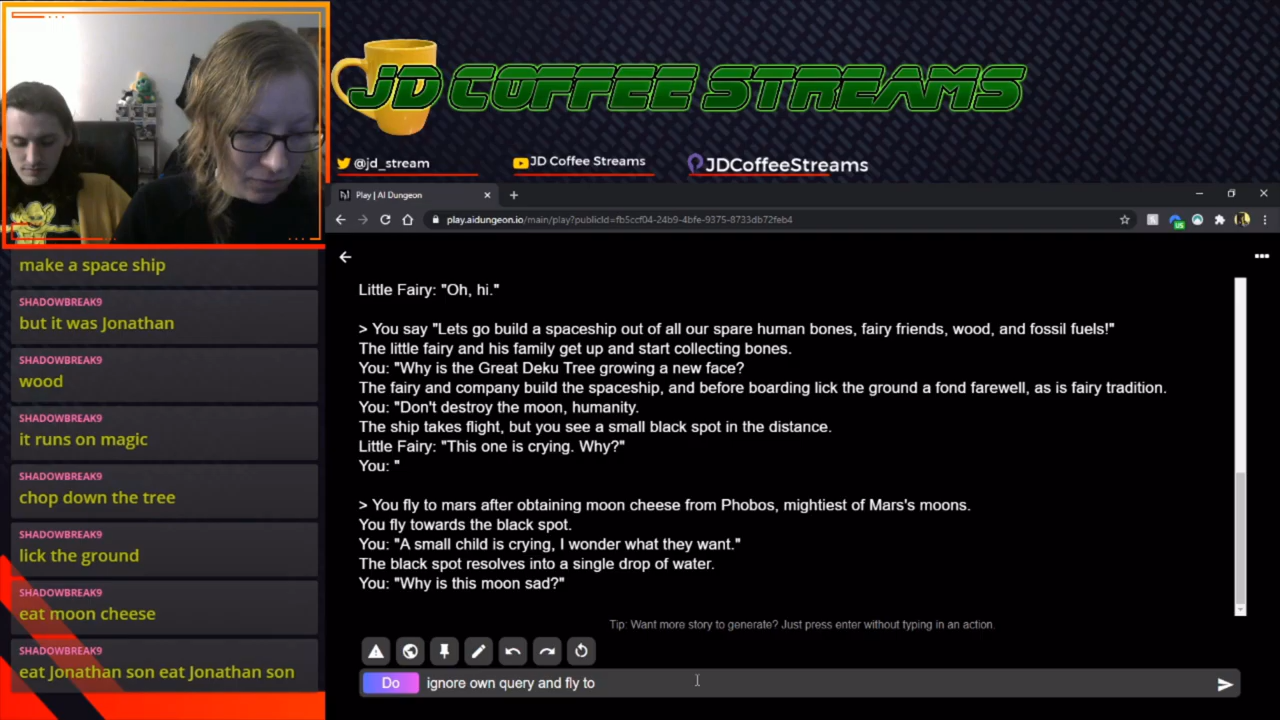 JD COFFEE STREAMS
@jd_stream
JD Coffee Streams
JDCoffeeStreams
Play | AI Dungeon
play.aidungeon.io/main/play?publicId=fb5ccf04-24b9-4bfe-9375-8733db72feb4
US
make a space ship
SHADOWBREAK9
but it was Jonathan
SHADOWBREAK9
wood
SHADOWBREAK9
it runs on magic
SHADOWBREAK9
chop down the tree
SHADOWBREAK9
lick the ground
SHADOWBREAK9
eat moon cheese
SHADOWBREAK9
eat Jonathan son eat Jonathan son
Little Fairy: "Oh, hi."
> You say "Lets go build a spaceship out of all our spare human bones, fairy friends, wood, and fossil fuels!"
The little fairy and his family get up and start collecting bones.
You: "Why is the Great Deku Tree growing a new face?
The fairy and company build the spaceship, and before boarding lick the ground a fond farewell, as is fairy tradition.
You: "Don't destroy the moon, humanity.
The ship takes flight, but you see a small black spot in the distance.
Little Fairy: "This one is crying. Why?"
You: "
> You fly to mars after obtaining moon cheese from Phobos, mightiest of Mars's moons.
You fly towards the black spot.
You: "A small child is crying, I wonder what they want."
The black spot resolves into a single drop of water.
You: "Why is this moon sad?"
Tip: Want more story to generate? Just press enter without typing in an action.
Do
ignore own query and fly to